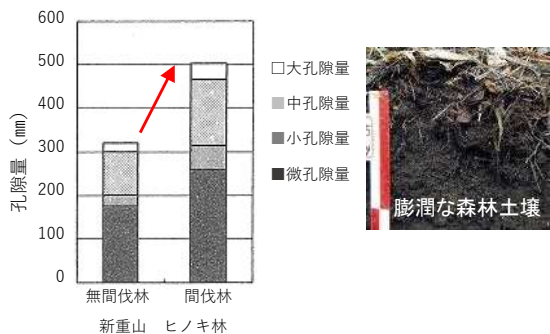 600
500
400
300
200
100
0
孔隙量 (㎜)
無間伐林 間伐林
新重山 ヒノキ林
□大孔隙量
■中孔隙量
■小孔隙量
■微孔隙量
膨潤な森林土壌